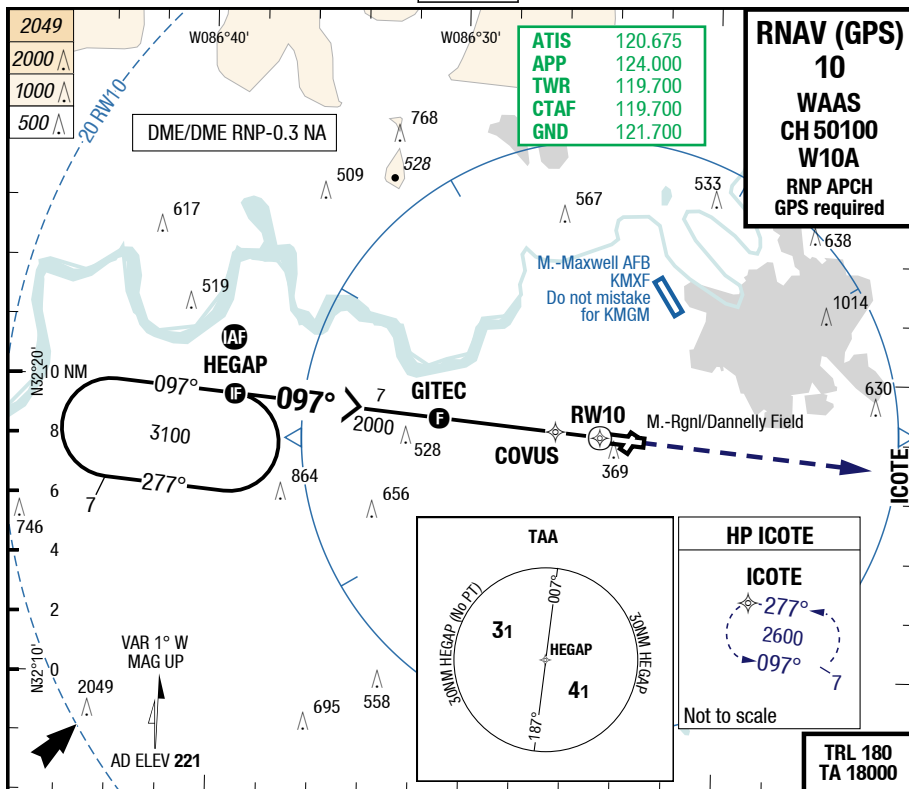 2049
2000
1000
500
W086°40'
W086°30'
20 RW10
DME/DME RNP-0.3 NA
ATIS 120.675
APP 124.000
TWR 119.700
CTAF 119.700
GND 121.700
RNAV (GPS)
10
WAAS
CH 50100
W10A
RNP APCH
GPS required
768
528
509
617
567
533
638
519
M.-Maxwell AFB
KMXF
Do not mistake
for KMGM
1014
N32°20'
10 NM
IAF
HEGAP
IF
097°
097°
7
2000
GITEC
F
RW10
630
M.-Rgnl/Dannelly Field
8
3100
528
COVUS
369
ICOTE
277°
7
864
656
6
746
4
2
0
N32°10'
VAR 1° W
MAG UP
2049
695
558
AD ELEV 221
TAA
30NM HEGAP (No PT)
007°
31
HEGAP
41
187°
30NM HEGAP
HP ICOTE
ICOTE
277°
2600
097°
7
Not to scale
TRL 180
TA 18000